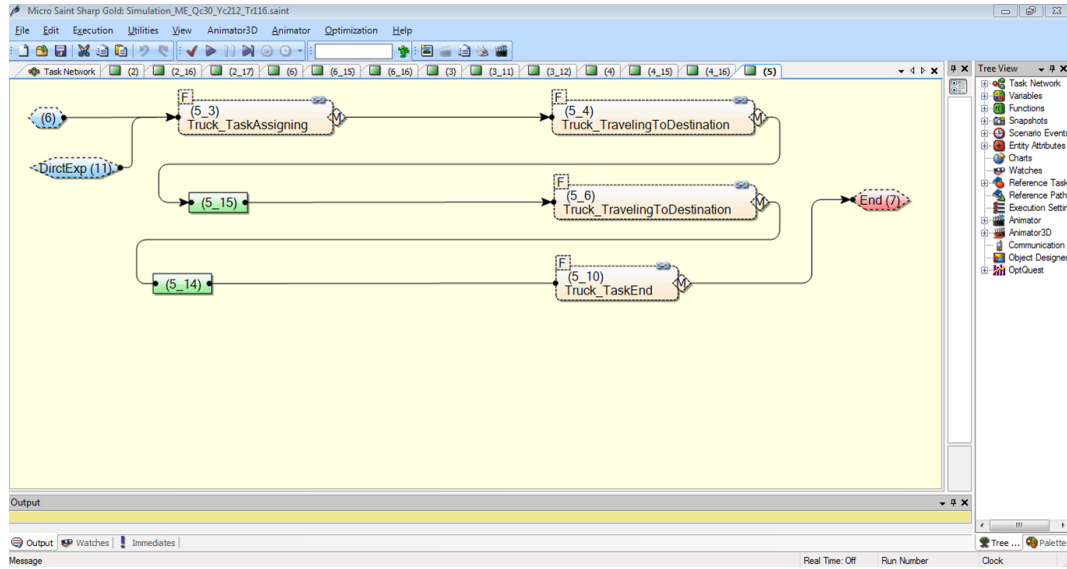 Micro Saint Sharp Gold: Simulation_ME_Qc30_Yc212_Tr116.saint
File Edit Execution Utilities View Animator3D Animator Optimization Help
Task Network (2) (2_16) (2_17) (6) (6_15) (6_16) (3) (3_11) (3_12) (4) (4_15) (4_16) (5)
Tree View
Task Network
Variables
Functions
Snapshots
Scenario Events
Entity Attributes
Charts
Watches
Reference Task
Reference Path
Execution Settin
Animator
Animator3D
Communication
Object Designer
OptQuest
(6)
F
(5_3)
Truck_TaskAssigning
M
F
(5_4)
Truck_TravelingToDestination
M
DirctExp (11)
(5_15)
F
(5_6)
Truck_TravelingToDestination
M
End (7)
(5_14)
F
(5_10)
Truck_TaskEnd
M
Output
Output Watches Immediates
Tree ... Palette
Message Real Time: Off Run Number Clock